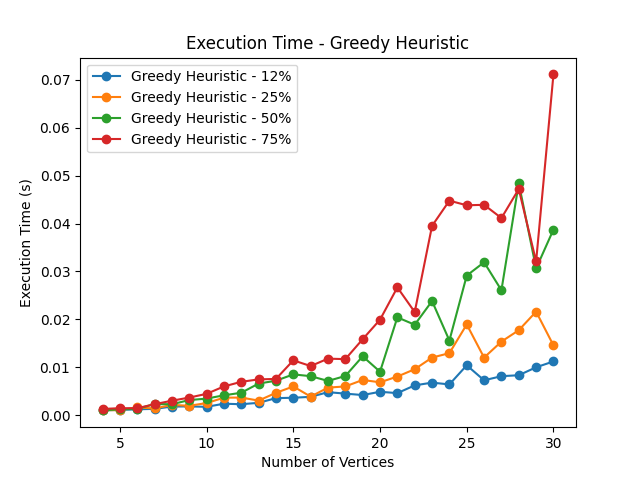 Execution Time - Greedy Heuristic
Greedy Heuristic - 12%
Greedy Heuristic - 25%
Greedy Heuristic - 50%
Greedy Heuristic - 75%
Execution Time (s)
0.07
0.06
0.05
0.04
0.03
0.02
0.01
0.00
5 10 15 20 25 30
Number of Vertices